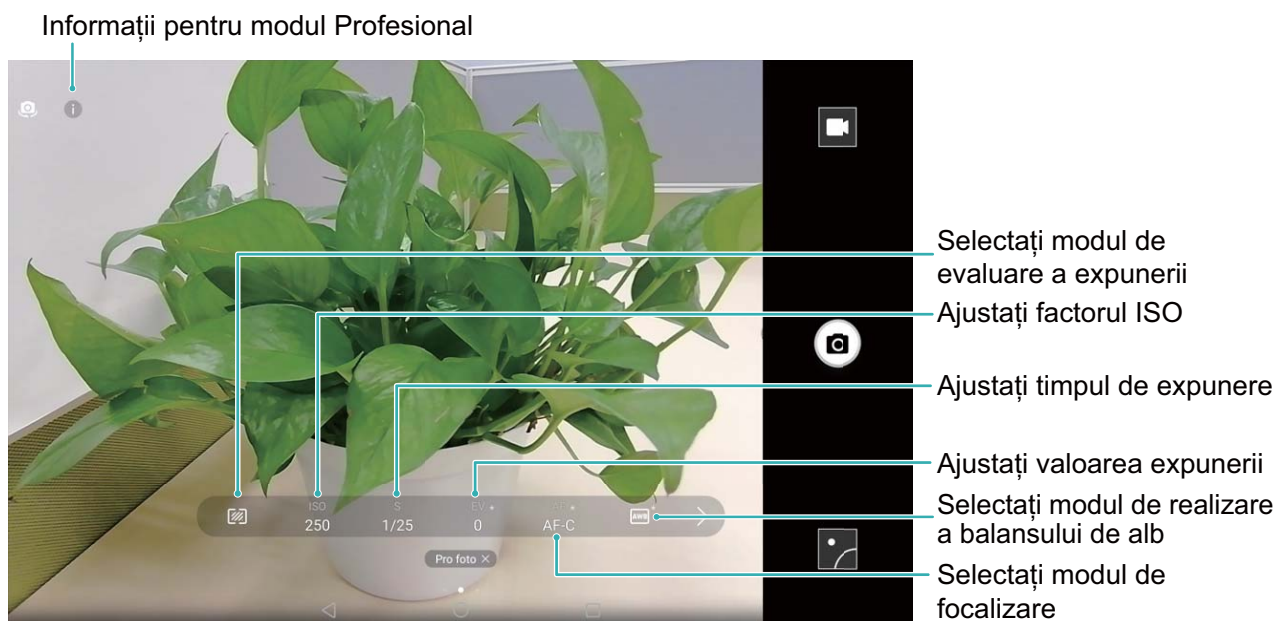 Informații pentru modul Profesional
Selectați modul de
evaluare a expunerii
Ajustați factorul ISO
Ajustați timpul de expunere
Ajustați valoarea expunerii
Selectați modul de realizare
a balansului de alb
Selectați modul de
focalizare
ISO S EV AF
250 1/25 0 AF-C AWB
Pro foto ×